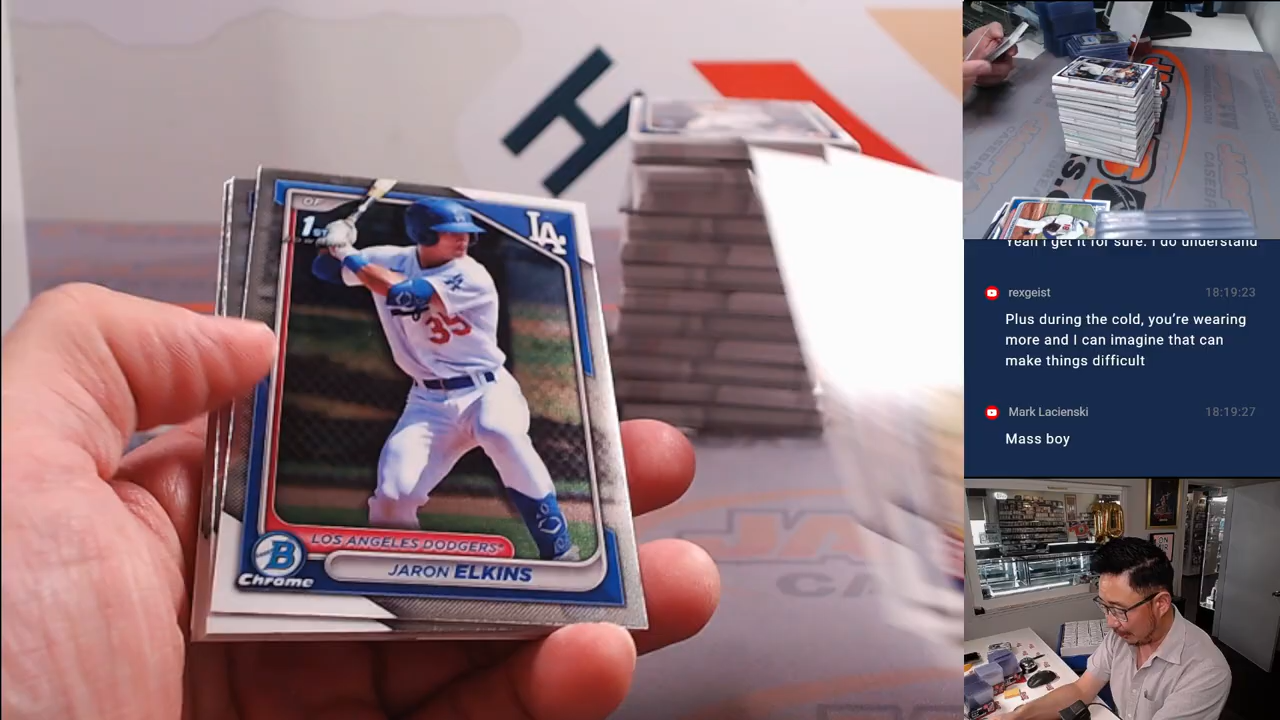 H
OF
1ST
BOWMAN
LA
35
LOS ANGELES DODGERS
JARON ELKINS
B
Chrome
Yeah I get it for sure. I do understand
rexgeist 18:19:23
Plus during the cold, you’re wearing
more and I can imagine that can
make things difficult
Mark Lacienski 18:19:27
Mass boy
10